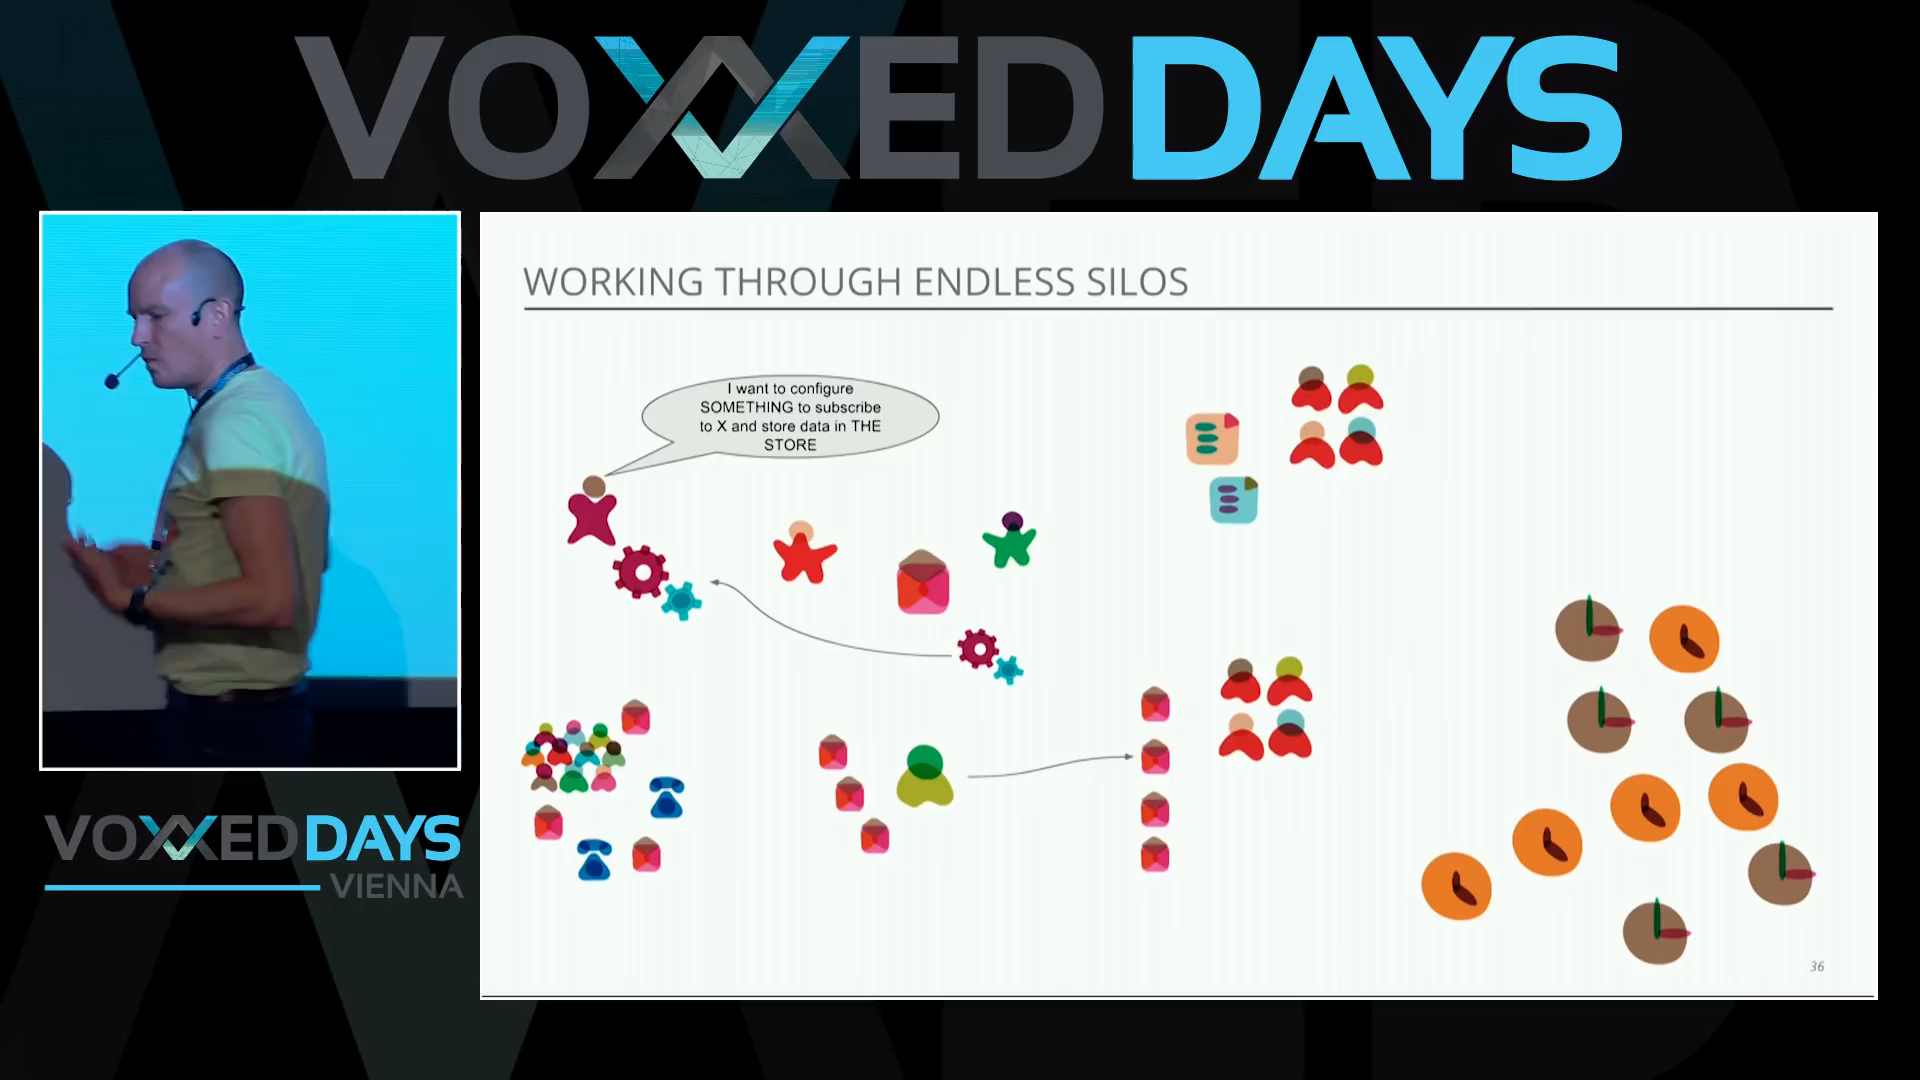 VOXXED DAYS
WORKING THROUGH ENDLESS SILOS
I want to configure
SOMETHING to subscribe
to X and store data in THE
STORE
VOXXED DAYS
VIENNA
36